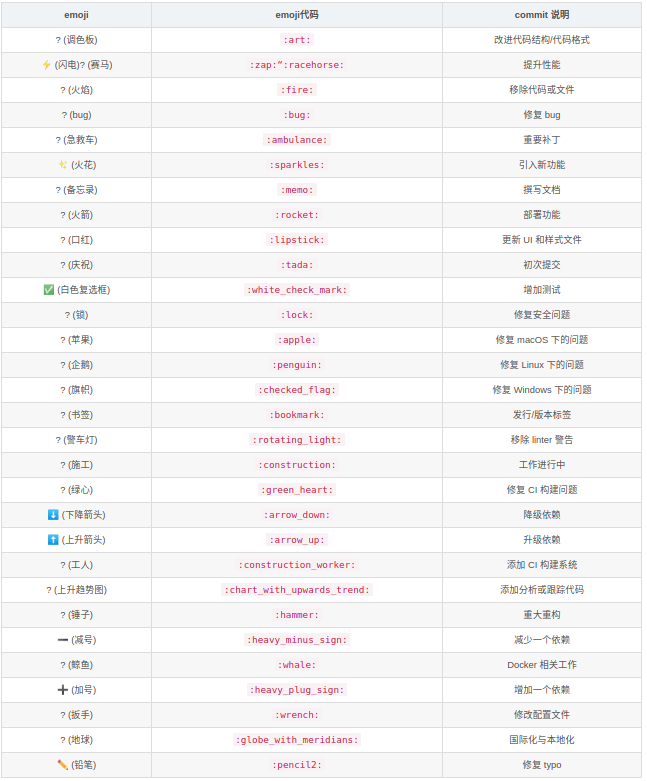 emoji emoji代码 commit 说明
? (调色板) :art: 改进代码结构/代码格式
⚡ (闪电)? (赛马) :zap:“:racehorse: 提升性能
? (火焰) :fire: 移除代码或文件
? (bug) :bug: 修复 bug
? (急救车) :ambulance: 重要补丁
✨ (火花) :sparkles: 引入新功能
? (备忘录) :memo: 撰写文档
? (火箭) :rocket: 部署功能
? (口红) :lipstick: 更新 UI 和样式文件
? (庆祝) :tada: 初次提交
✅ (白色复选框) :white_check_mark: 增加测试
? (锁) :lock: 修复安全问题
? (苹果) :apple: 修复 macOS 下的问题
? (企鹅) :penguin: 修复 Linux 下的问题
? (旗帜) :checked_flag: 修复 Windows 下的问题
? (书签) :bookmark: 发行/版本标签
? (警车灯) :rotating_light: 移除 linter 警告
? (施工) :construction: 工作进行中
? (绿心) :green_heart: 修复 CI 构建问题
⬇️ (下降箭头) :arrow_down: 降级依赖
⬆️ (上升箭头) :arrow_up: 升级依赖
? (工人) :construction_worker: 添加 CI 构建系统
? (上升趋势图) :chart_with_upwards_trend: 添加分析或跟踪代码
? (锤子) :hammer: 重大重构
➖ (减号) :heavy_minus_sign: 减少一个依赖
? (鲸鱼) :whale: Docker 相关工作
➕ (加号) :heavy_plug_sign: 增加一个依赖
? (扳手) :wrench: 修改配置文件
? (地球) :globe_with_meridians: 国际化与本地化
✏️ (铅笔) :pencil2: 修复 typo